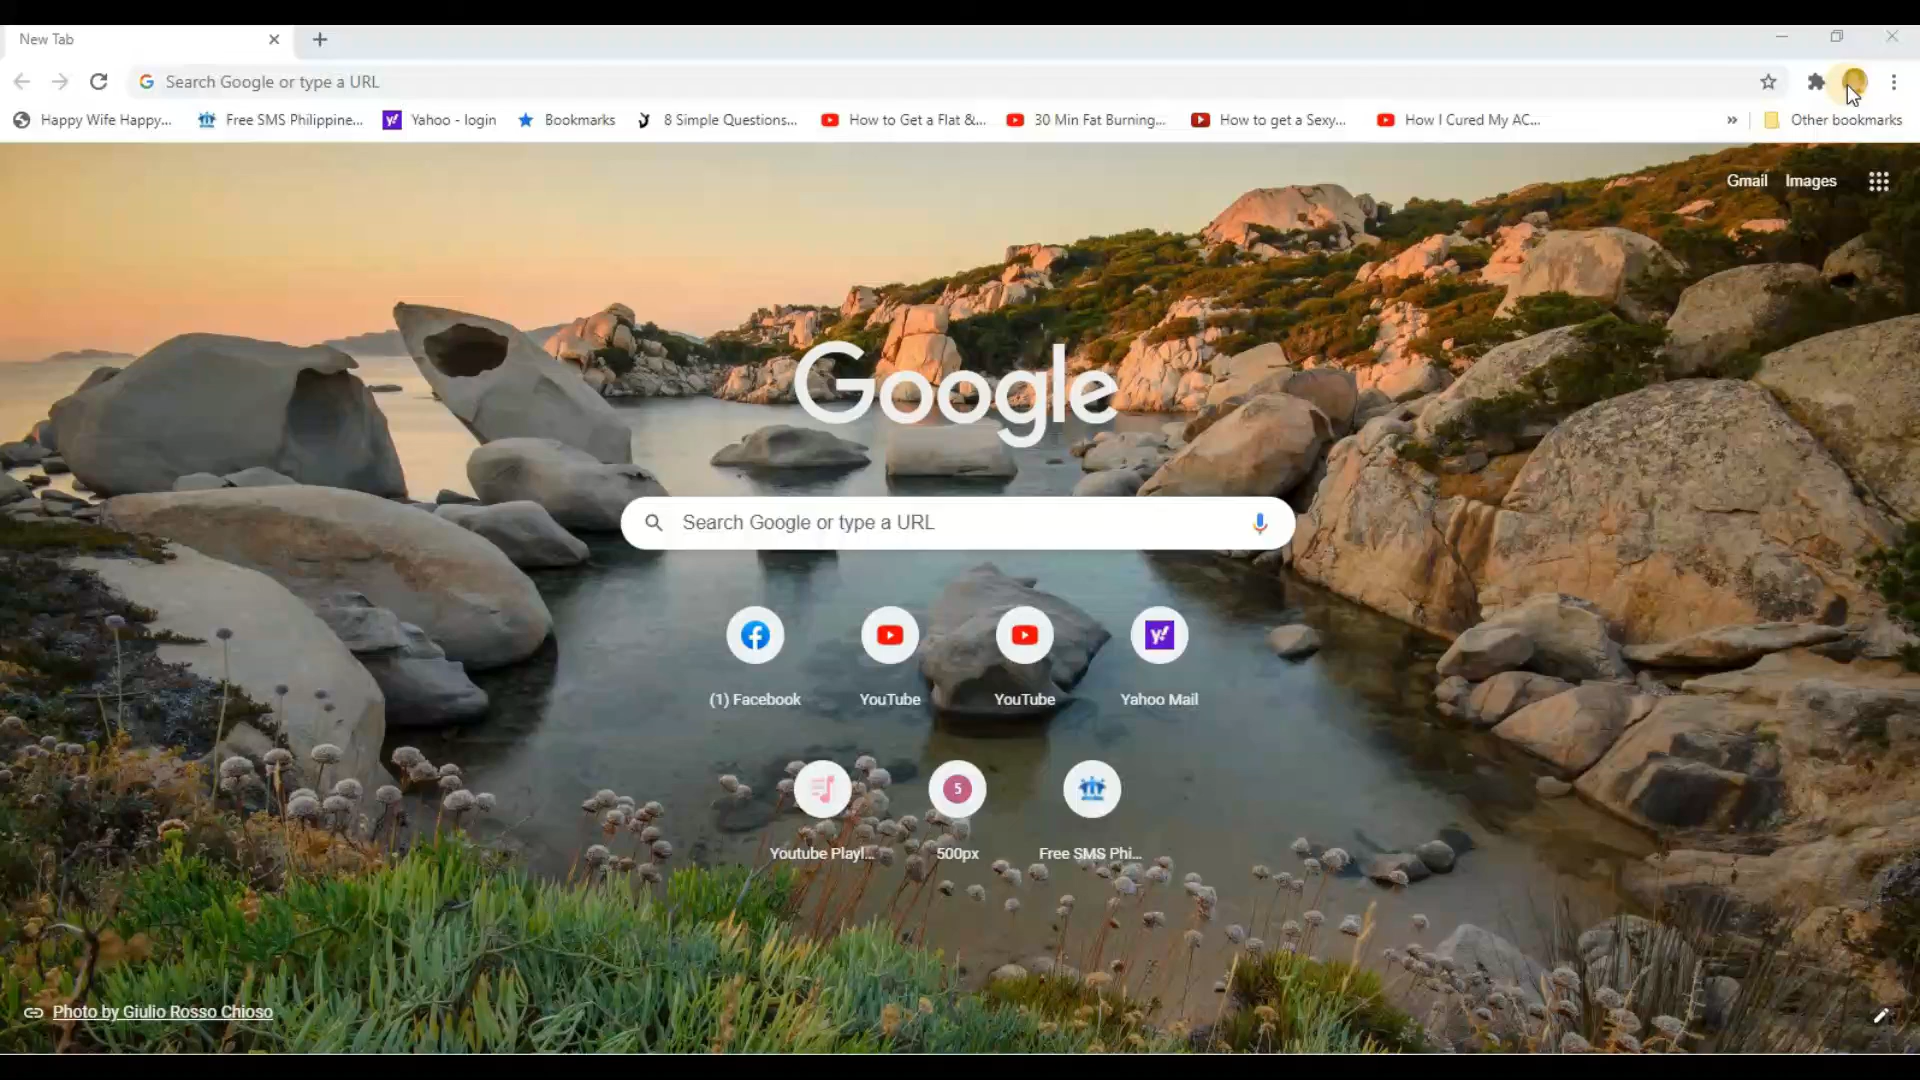 New Tab
Search Google or type a URL
Happy Wife Happy... Free SMS Philippine... Yahoo - login Bookmarks 8 Simple Questions... How to Get a Flat &... 30 Min Fat Burning... How to get a Sexy... How I Cured My AC... » Other bookmarks
Gmail Images
Google
Search Google or type a URL
(1) Facebook YouTube YouTube Yahoo Mail
5
Youtube Playl... 500px Free SMS Phi...
Photo by Giulio Rosso Chioso